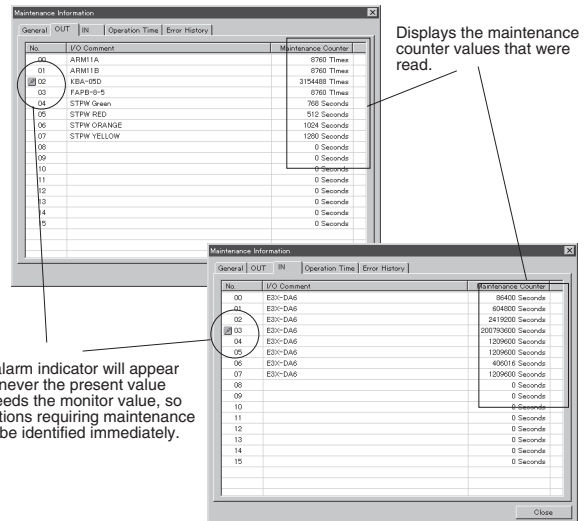 Maintenance Information
General OUT IN Operation Time Error History
No. I/O Comment Maintenance Counter
00 ARM11A 8760 Times
01 ARM11B 8760 Times
02 KBA-05D 3154488 Times
03 FAPB-8-5 8760 Times
04 STPW Green 768 Seconds
05 STPW RED 512 Seconds
06 STPW ORANGE 1024 Seconds
07 STPW YELLOW 1280 Seconds
08 0 Seconds
09 0 Seconds
10 0 Seconds
11 0 Seconds
12 0 Seconds
13 0 Seconds
14 0 Seconds
15 0 Seconds
Displays the maintenance
counter values that were
read.
Maintenance Information
General OUT IN Operation Time Error History
No. I/O Comment Maintenance Counter
00 E3X-DA6 86400 Seconds
01 E3X-DA6 604800 Seconds
02 E3X-DA6 2419200 Seconds
03 E3X-DA6 200793600 Seconds
04 E3X-DA6 1209600 Seconds
05 E3X-DA6 1209600 Seconds
06 E3X-DA6 406016 Seconds
07 E3X-DA6 1209600 Seconds
08 0 Seconds
09 0 Seconds
10 0 Seconds
11 0 Seconds
12 0 Seconds
13 0 Seconds
14 0 Seconds
15 0 Seconds
Close
alarm indicator will appear
never the present value
eeds the monitor value, so
tions requiring maintenance
be identified immediately.